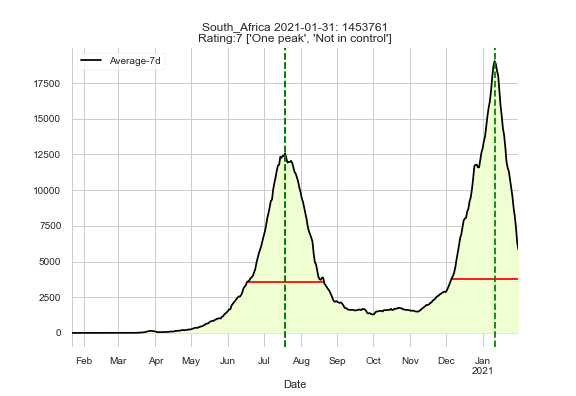 South_Africa 2021-01-31: 1453761
Rating:7 ['One peak', 'Not in control']
Average-7d
17500
15000
12500
10000
7500
5000
2500
0
Feb Mar Apr May Jun Jul Aug Sep Oct Nov Dec Jan
2021
Date